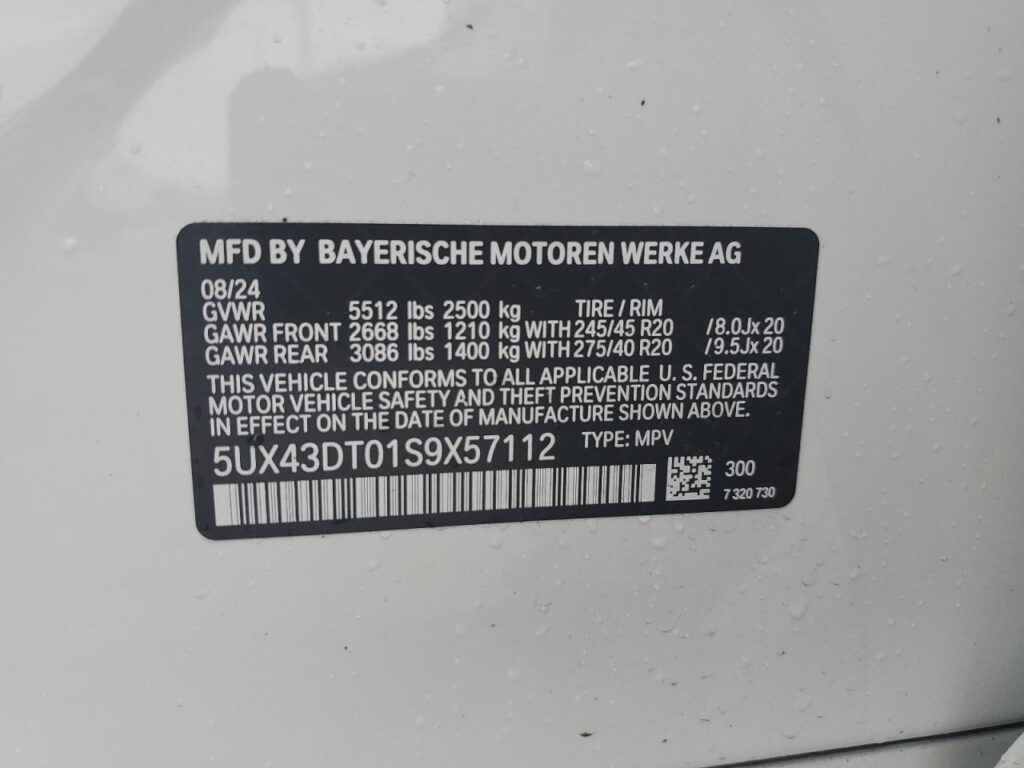 MFD BY BAYERISCHE MOTOREN WERKE AG
08/24
GVWR 5512 lbs 2500 kg TIRE / RIM
GAWR FRONT 2668 lbs 1210 kg WITH 245/45 R20 /8.0Jx20
GAWR REAR 3086 lbs 1400 kg WITH 275/40 R20 /9.5Jx20
THIS VEHICLE CONFORMS TO ALL APPLICABLE U. S. FEDERAL
MOTOR VEHICLE SAFETY AND THEFT PREVENTION STANDARDS
IN EFFECT ON THE DATE OF MANUFACTURE SHOWN ABOVE.
5UX43DT01S9X57112 TYPE: MPV
300
7 320 730